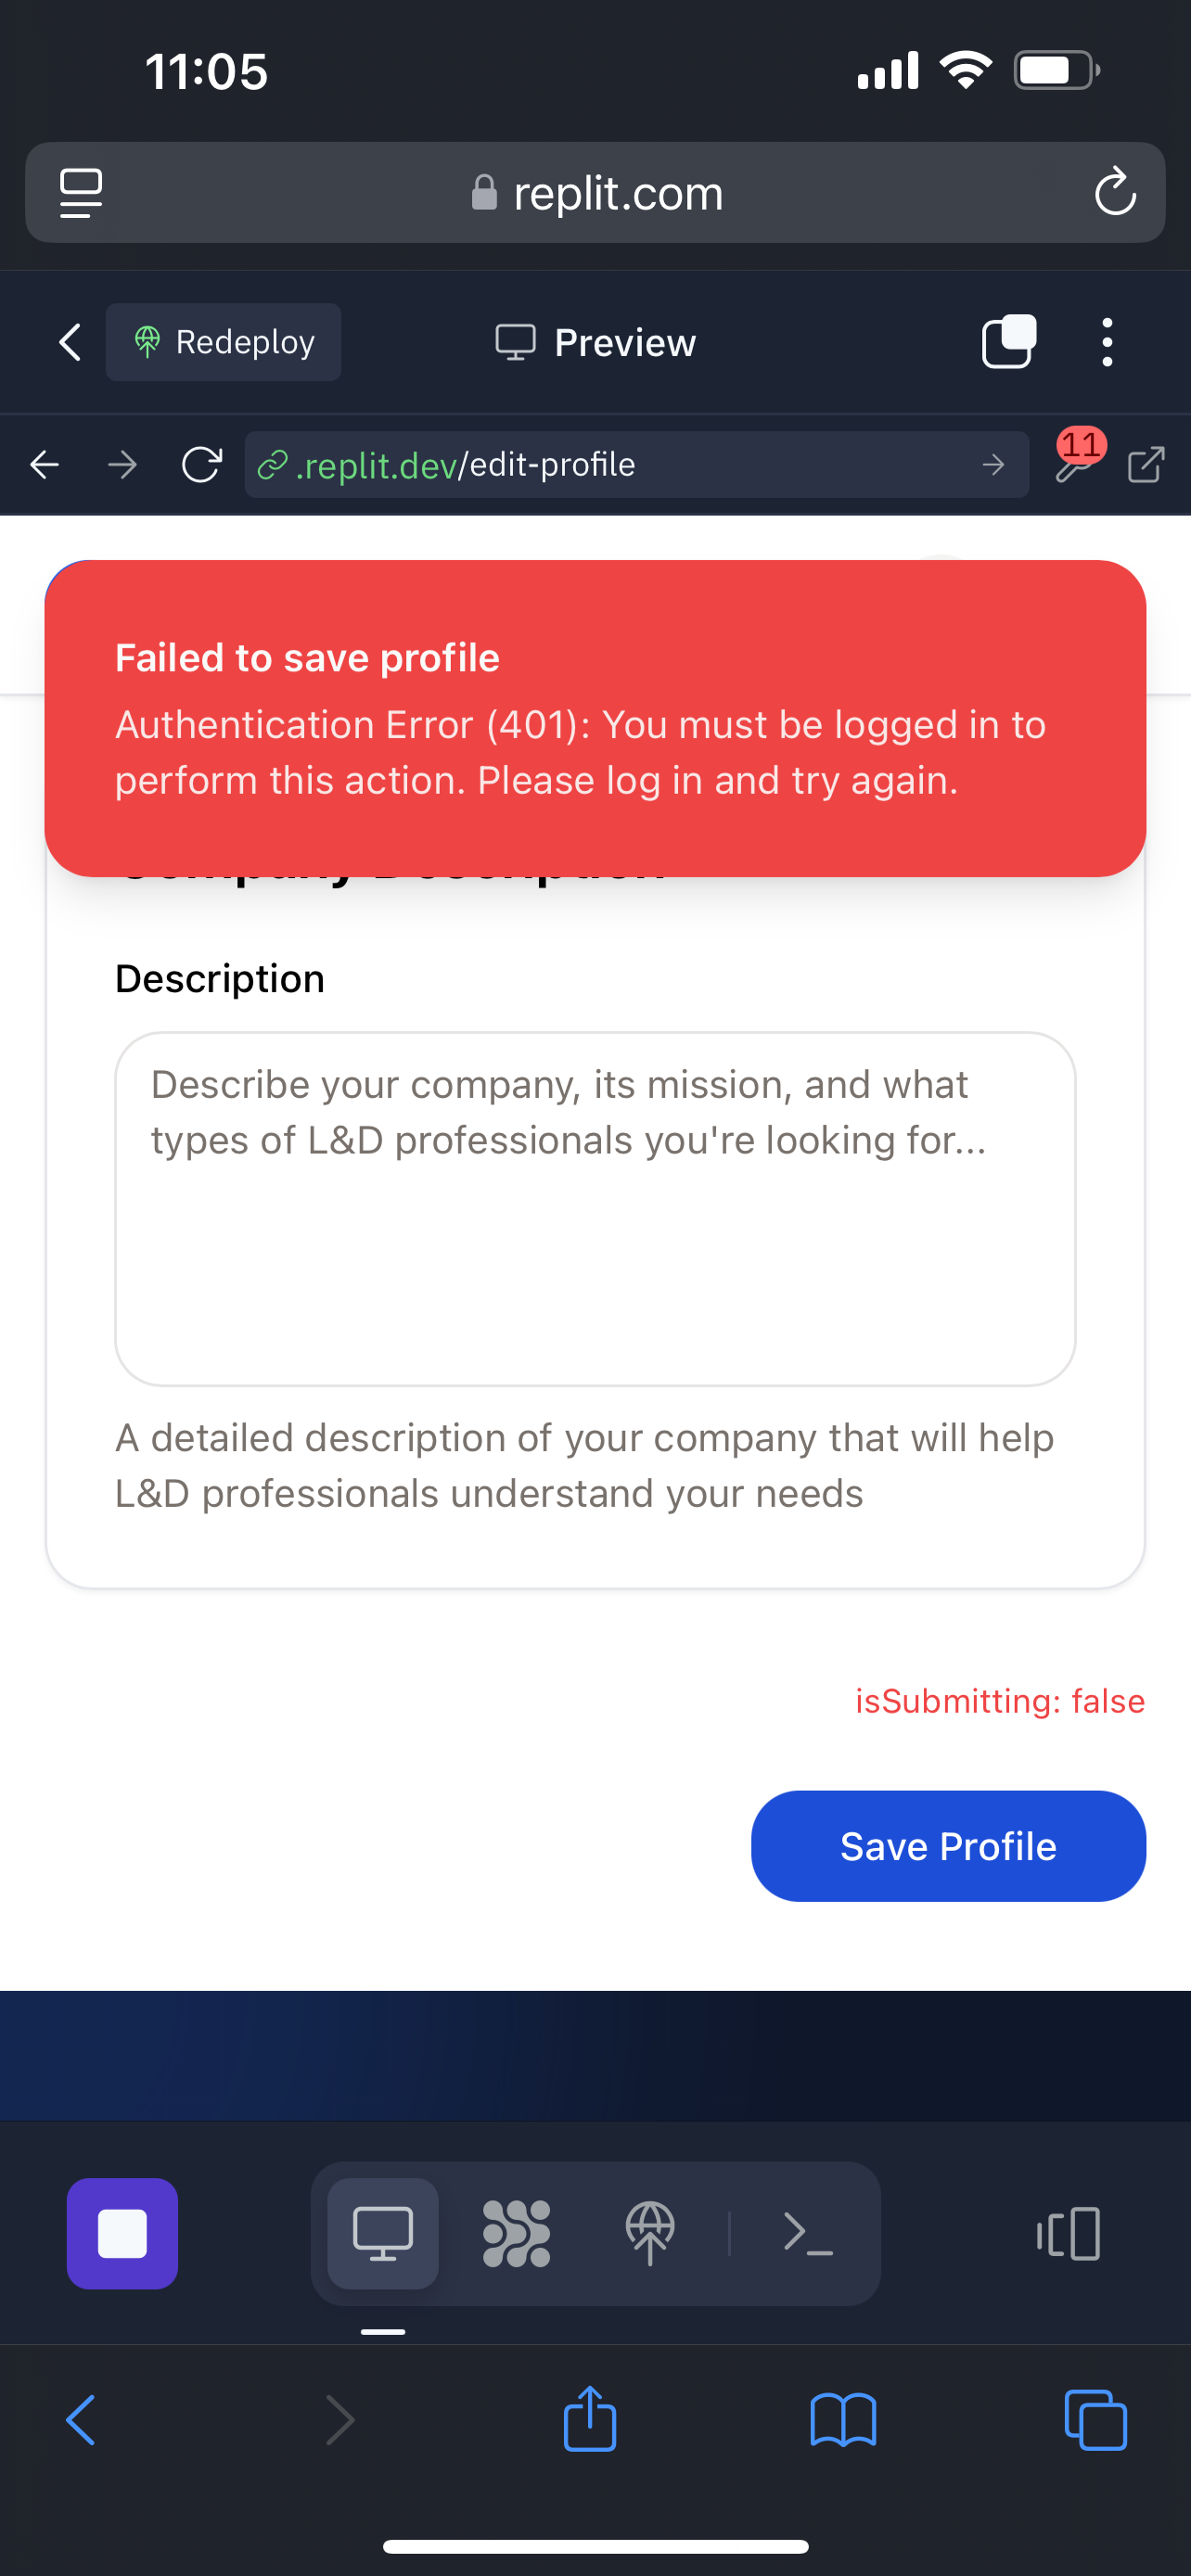 11:05
replit.com
Redeploy
Preview
.replit.dev/edit-profile
11
Failed to save profile
Authentication Error (401): You must be logged in to
perform this action. Please log in and try again.
Company Description
Description
Describe your company, its mission, and what
types of L&D professionals you're looking for...
A detailed description of your company that will help
L&D professionals understand your needs
isSubmitting: false
Save Profile